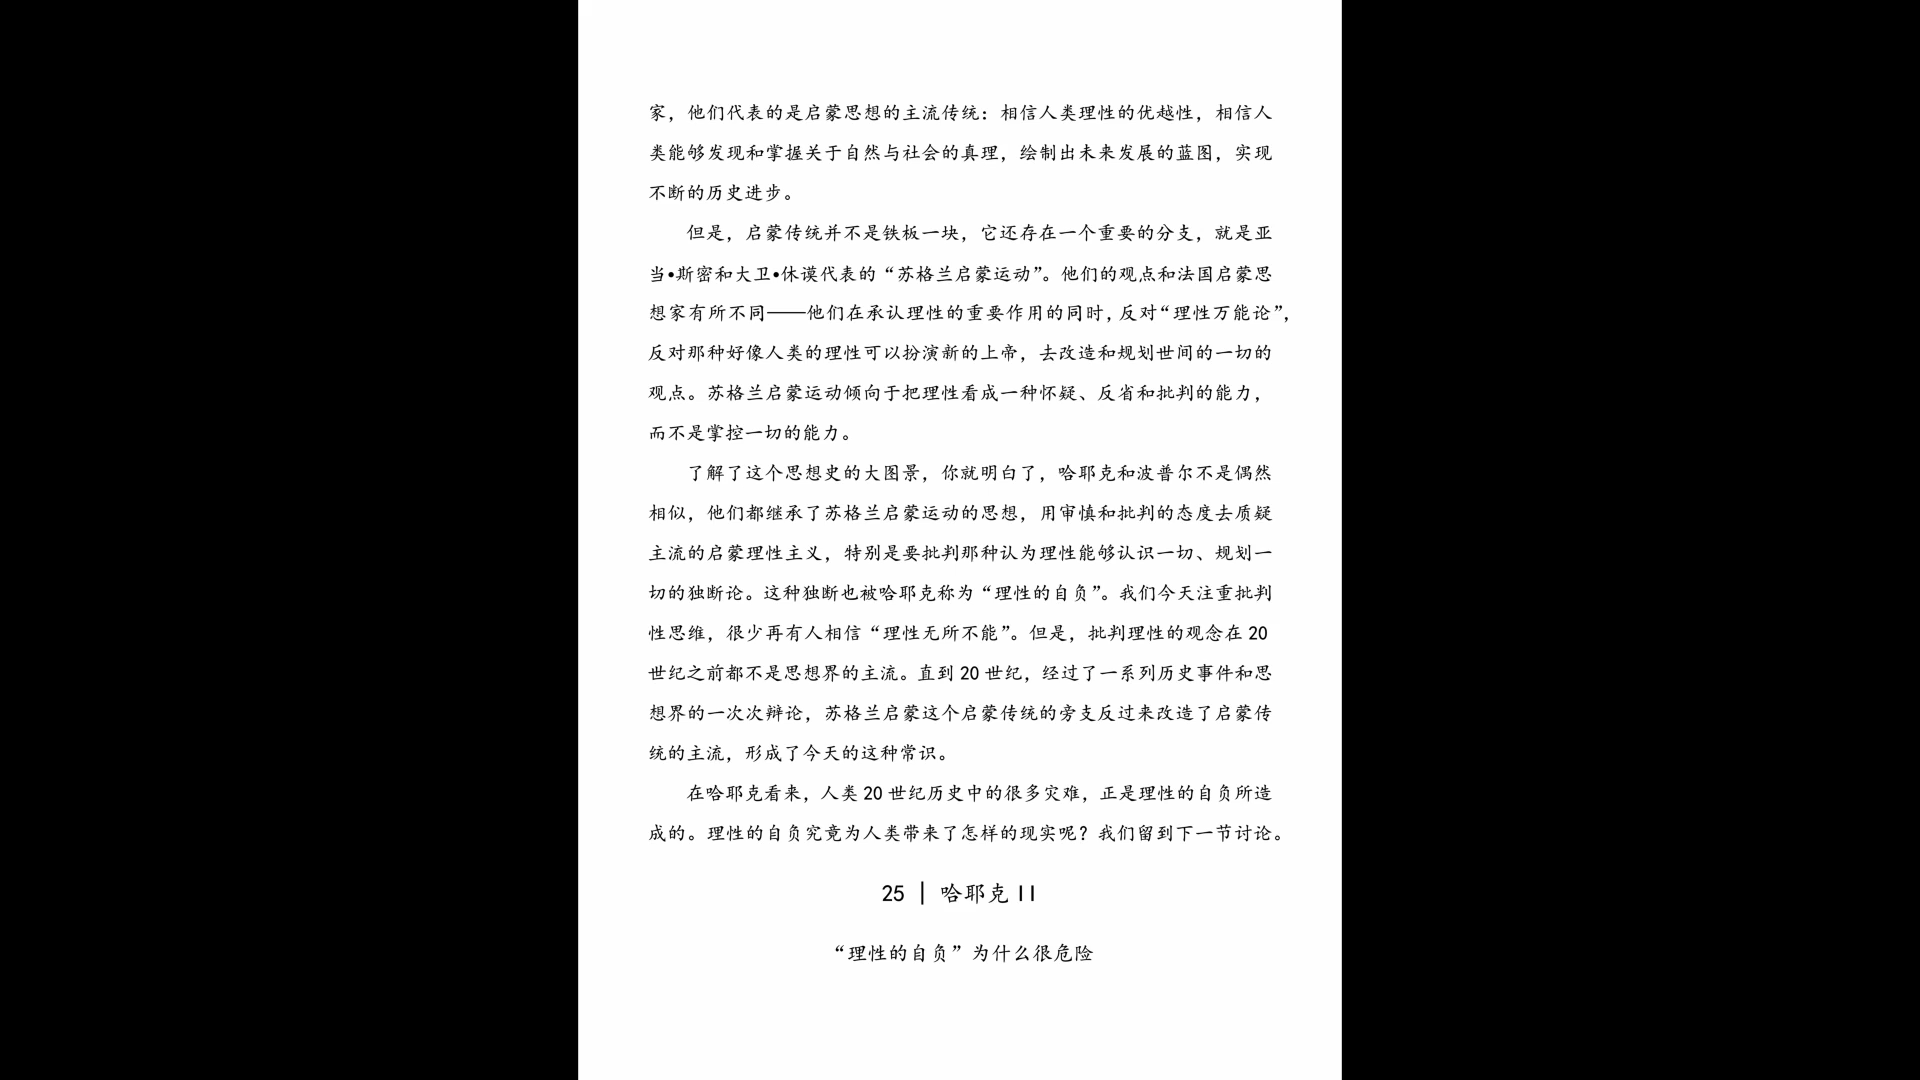 家，他们代表的是启蒙思想的主流传统：相信人类理性的优越性，相信人
类能够发现和掌握关于自然与社会的真理，绘制出未来发展的蓝图，实现
不断的历史进步。
但是，启蒙传统并不是铁板一块，它还存在一个重要的分支，就是亚
当•斯密和大卫•休谟代表的“苏格兰启蒙运动”。他们的观点和法国启蒙思
想家有所不同——他们在承认理性的重要作用的同时，反对“理性万能论”，
反对那种好像人类的理性可以扮演新的上帝，去改造和规划世间的一切的
观点。苏格兰启蒙运动倾向于把理性看成一种怀疑、反省和批判的能力，
而不是掌控一切的能力。
了解了这个思想史的大图景，你就明白了，哈耶克和波普尔不是偶然
相似，他们都继承了苏格兰启蒙运动的思想，用审慎和批判的态度去质疑
主流的启蒙理性主义，特别是要批判那种认为理性能够认识一切、规划一
切的独断论。这种独断也被哈耶克称为“理性的自负”。我们今天注重批判
性思维，很少再有人相信“理性无所不能”。但是，批判理性的观念在 20
世纪之前都不是思想界的主流。直到 20 世纪，经过了一系列历史事件和思
想界的一次次辩论，苏格兰启蒙这个启蒙传统的旁支反过来改造了启蒙传
统的主流，形成了今天的这种常识。
在哈耶克看来，人类 20 世纪历史中的很多灾难，正是理性的自负所造
成的。理性的自负究竟为人类带来了怎样的现实呢？我们留到下一节讨论。
25 | 哈耶克 II
“理性的自负”为什么很危险